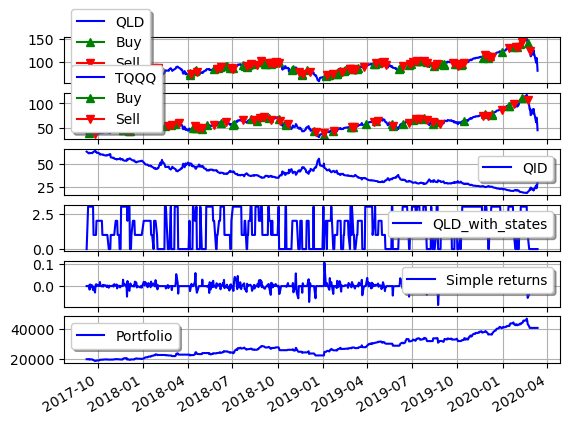 QLD
Buy
Sell
150
100
TQQQ
Buy
Sell
100
50
QID
50
25
QLD_with_states
2.5
0.0
Simple returns
0.1
0.0
Portfolio
40000
20000
2017-10
2018-01
2018-04
2018-07
2018-10
2019-01
2019-04
2019-07
2019-10
2020-01
2020-04